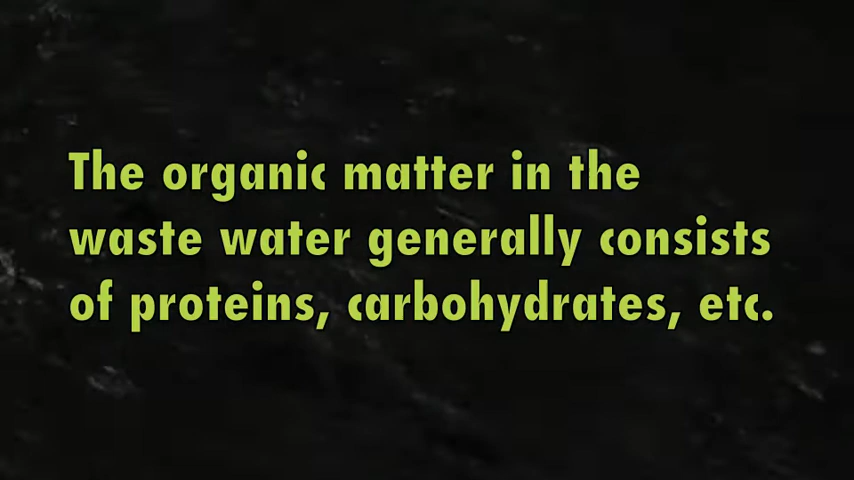 The organic matter in the
waste water generally consists
of proteins, carbohydrates, etc.